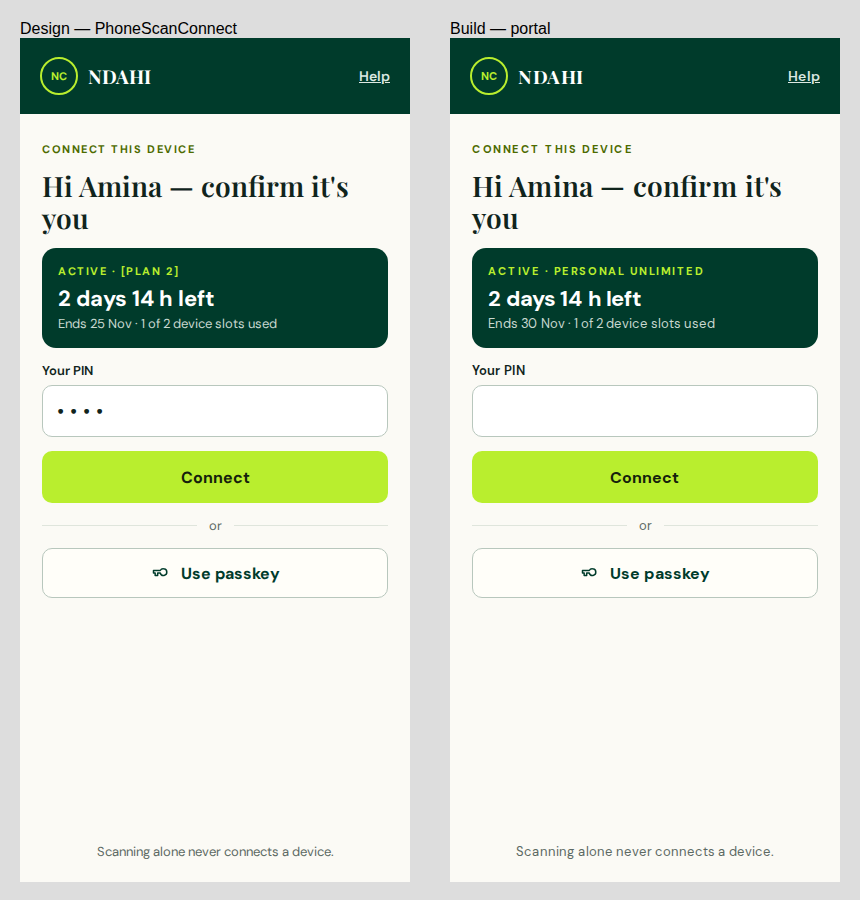 Design — PhoneScanConnect
NC
NDAHI
Help
CONNECT THIS DEVICE
Hi Amina — confirm it's
you
ACTIVE · [PLAN 2]
2 days 14 h left
Ends 25 Nov · 1 of 2 device slots used
Your PIN
• • • •
Connect
or
Use passkey
Scanning alone never connects a device.
Build — portal
NC
NDAHI
Help
CONNECT THIS DEVICE
Hi Amina — confirm it's
you
ACTIVE · PERSONAL UNLIMITED
2 days 14 h left
Ends 30 Nov · 1 of 2 device slots used
Your PIN
Connect
or
Use passkey
Scanning alone never connects a device.